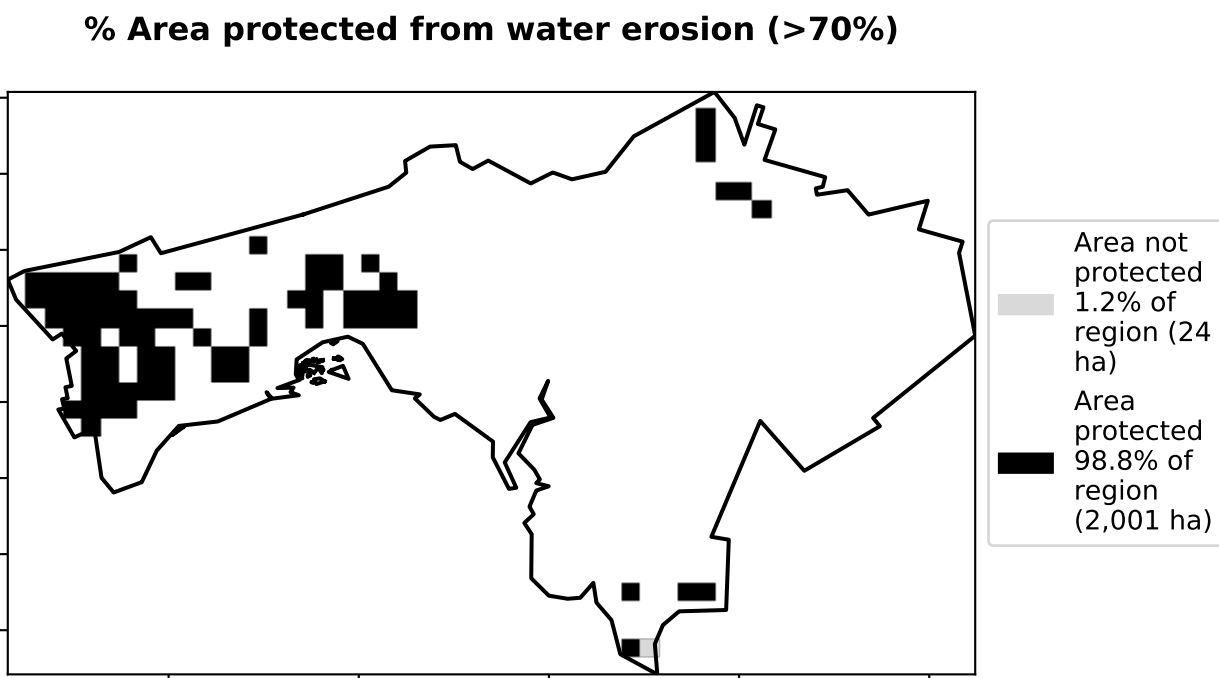 % Area protected from water erosion (>70%)
Area not
protected
1.2% of
region (24
ha)
Area
protected
98.8% of
region
(2,001 ha)